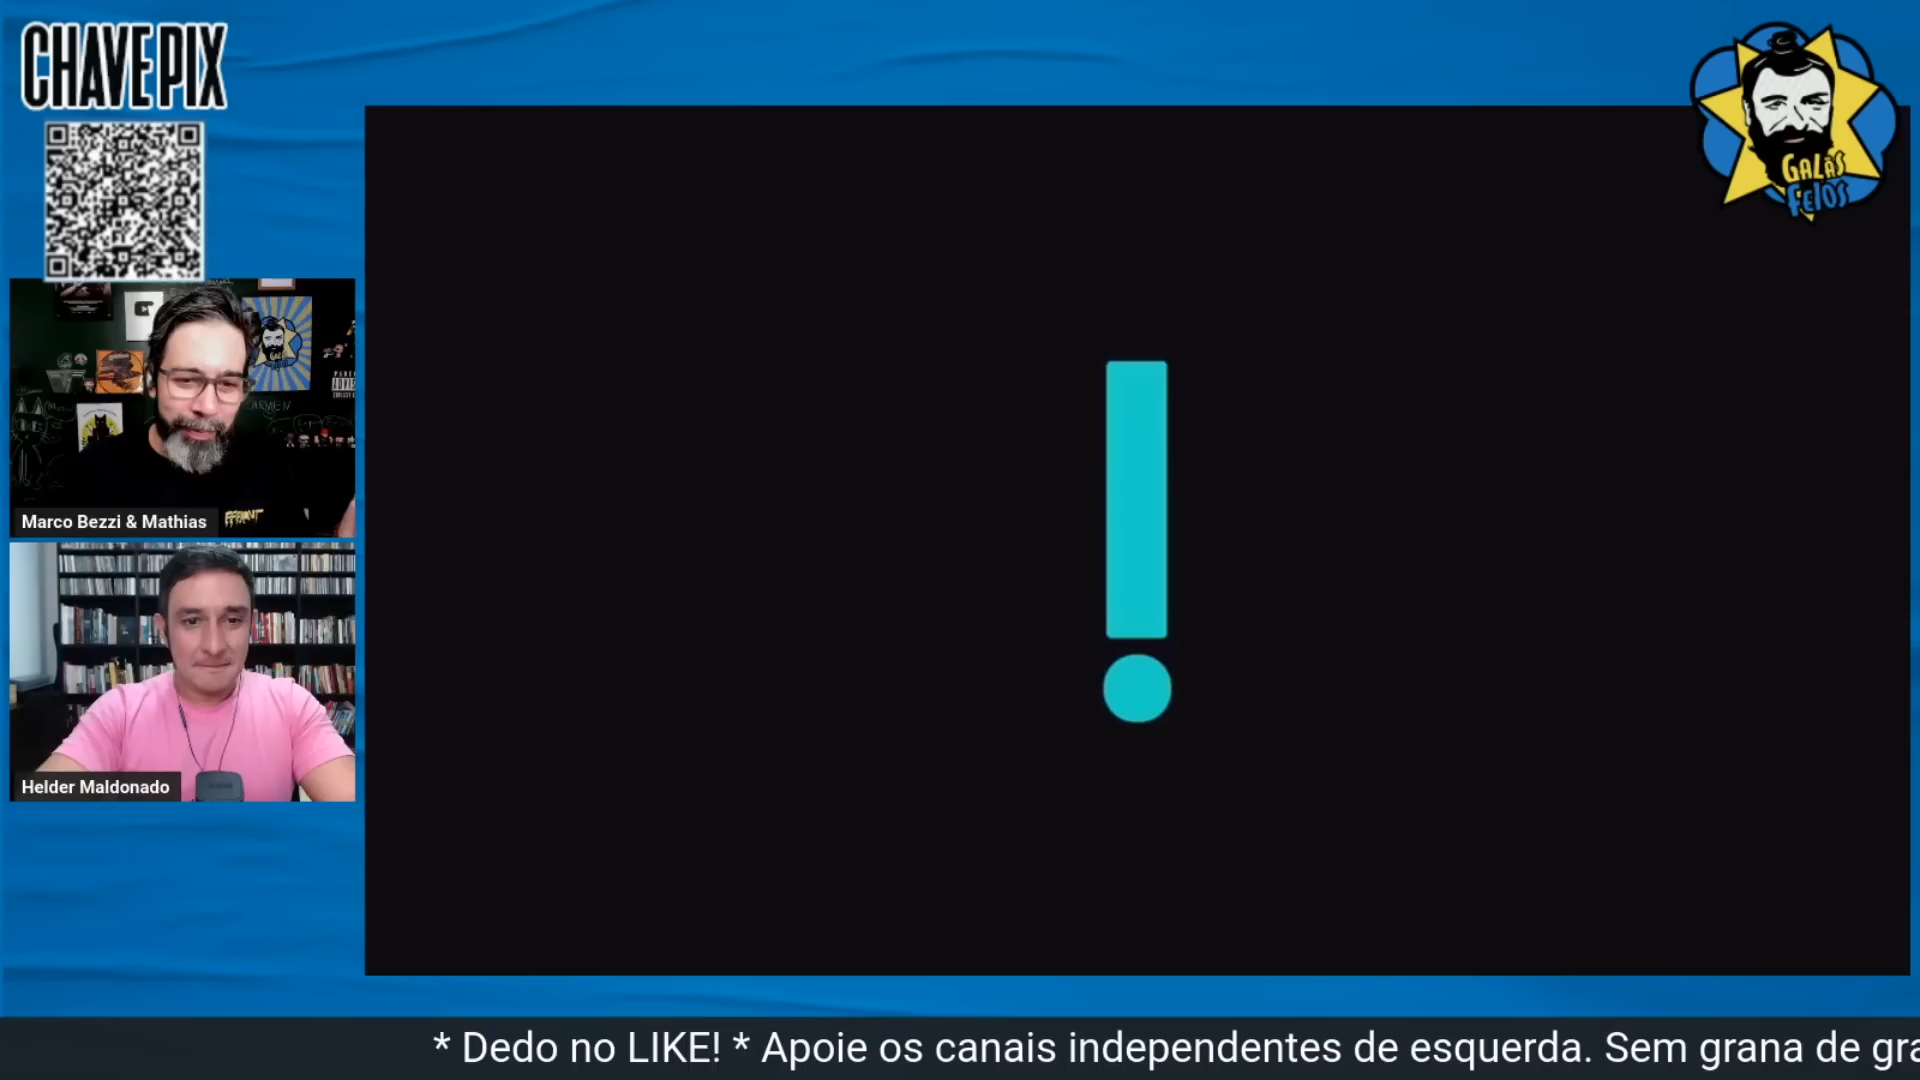 CHAVE PIX
GALÃS
FEIOS
Marco Bezzi & Mathias
Helder Maldonado
!
* Dedo no LIKE! * Apoie os canais independentes de esquerda. Sem grana de gra